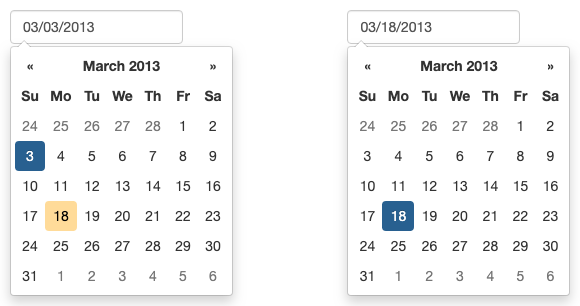 03/03/2013
« March 2013 »
Su Mo Tu We Th Fr Sa
24 25 26 27 28 1 2
3 4 5 6 7 8 9
10 11 12 13 14 15 16
17 18 19 20 21 22 23
24 25 26 27 28 29 30
31 1 2 3 4 5 6
03/18/2013
« March 2013 »
Su Mo Tu We Th Fr Sa
24 25 26 27 28 1 2
3 4 5 6 7 8 9
10 11 12 13 14 15 16
17 18 19 20 21 22 23
24 25 26 27 28 29 30
31 1 2 3 4 5 6